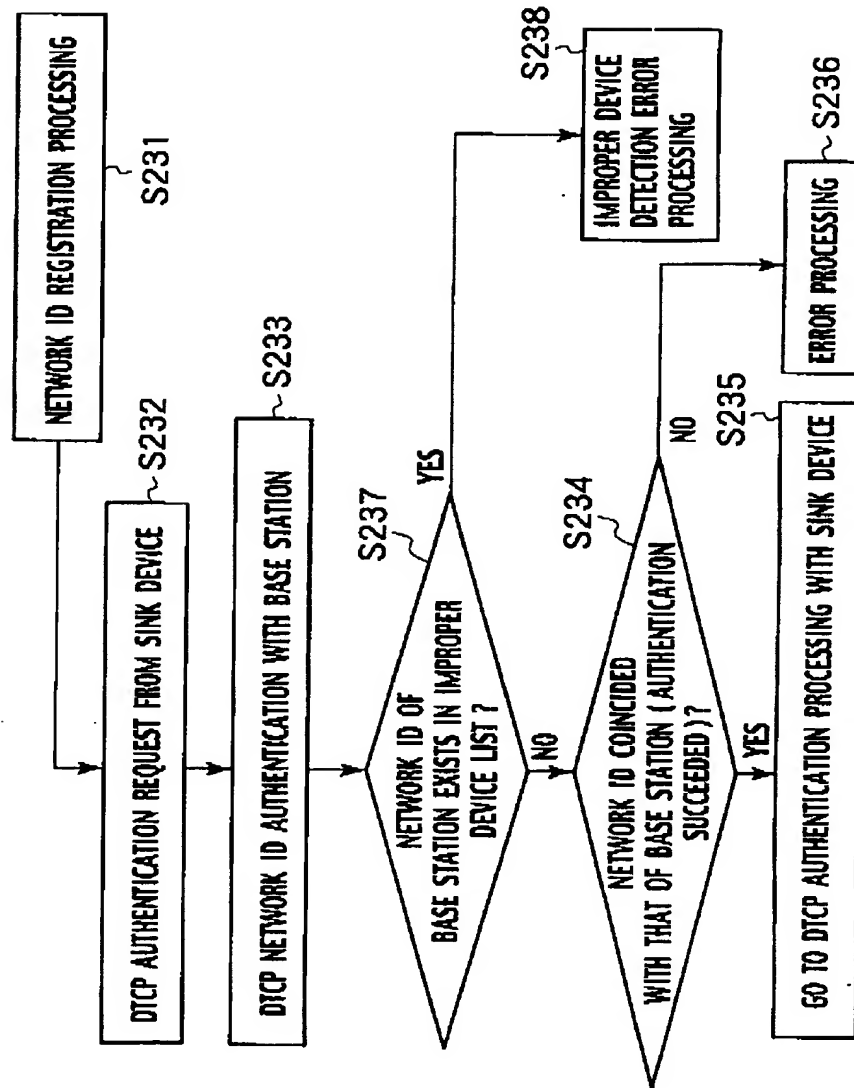 NETWORK ID REGISTRATION PROCESSING
S231
S232
DTCP AUTHENTICATION REQUEST FROM SINK DEVICE
S233
DTCP NETWORK ID AUTHENTICATION WITH BASE STATION
S237
NETWORK ID OF
BASE STATION EXISTS IN IMPROPER
DEVICE LIST ?
YES
NO
S238
IMPROPER DEVICE
DETECTION ERROR
PROCESSING
S234
NETWORK ID COINCIDED
WITH THAT OF BASE STATION (AUTHENTICATION
SUCCEEDED)?
NO
YES
S235
GO TO DTCP AUTHENTICATION PROCESSING WITH SINK DEVICE
S236
ERROR PROCESSING